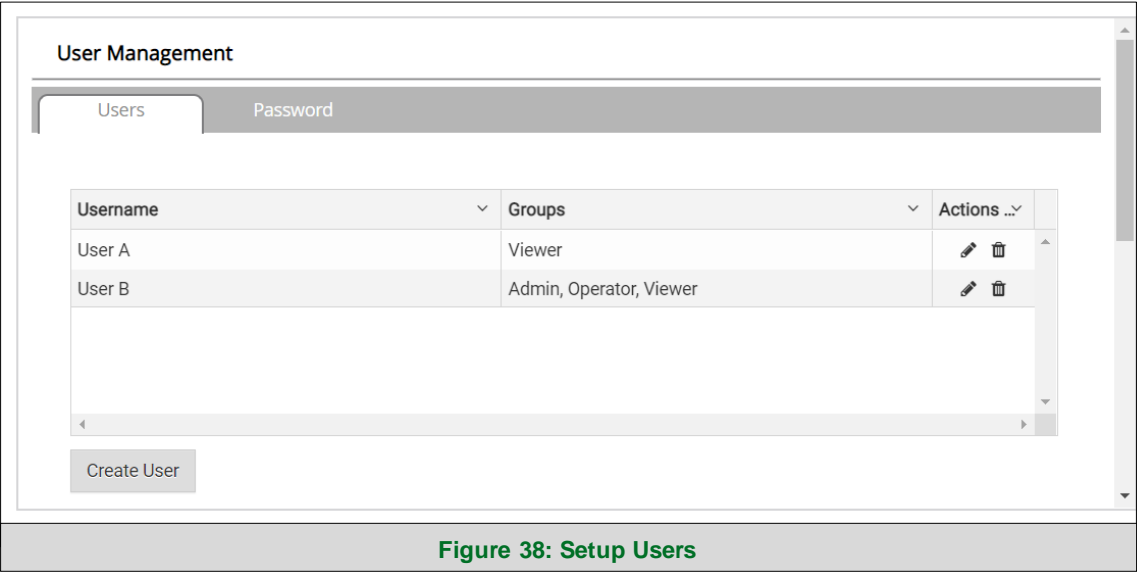 User Management
Users Password
Username Groups Actions ...
User A Viewer
User B Admin, Operator, Viewer
Create User
Figure 38: Setup Users